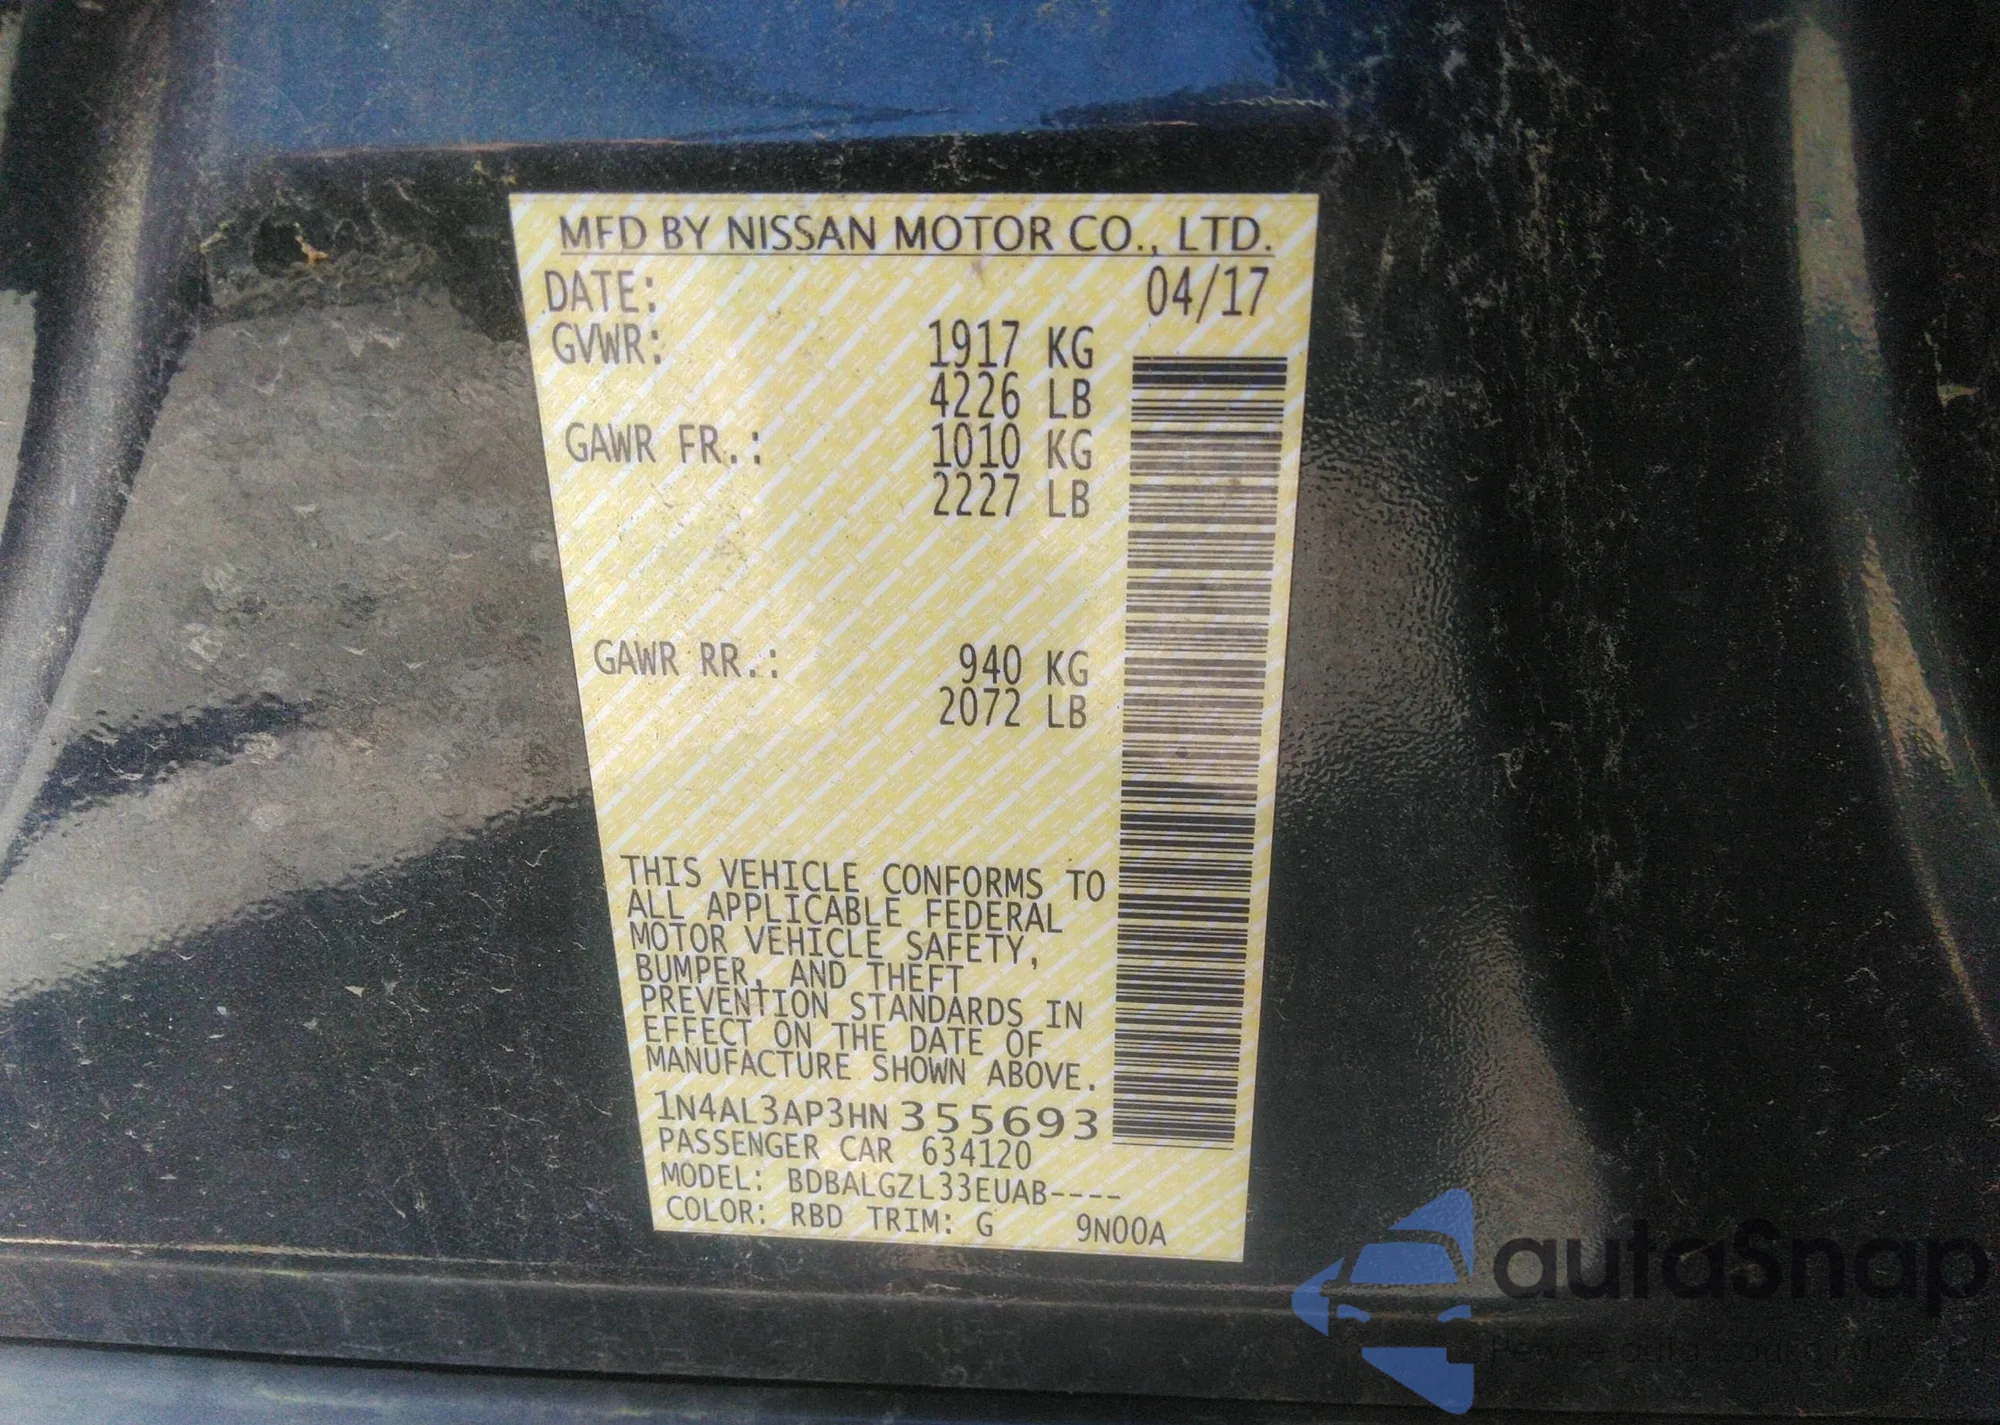 MFD BY NISSAN MOTOR CO., LTD.
DATE: 04/17
GVWR: 1917 KG
4226 LB
GAWR FR.: 1010 KG
2227 LB
GAWR RR.: 940 KG
2072 LB
THIS VEHICLE CONFORMS TO
ALL APPLICABLE FEDERAL
MOTOR VEHICLE SAFETY,
BUMPER, AND THEFT
PREVENTION STANDARDS IN
EFFECT ON THE DATE OF
MANUFACTURE SHOWN ABOVE.
1N4AL3AP3HN355693
PASSENGER CAR 634120
MODEL: BDBALGZL33EUAB----
COLOR: RBD TRIM: G 9N00A
autaSnap
Pewne auta